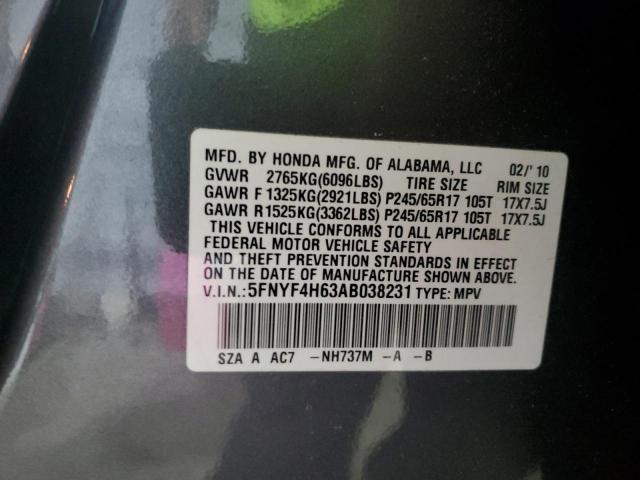 MFD. BY HONDA MFG. OF ALABAMA, LLC 02/' 10
GVWR 2765KG(6096LBS) TIRE SIZE RIM SIZE
GAWR F 1325KG(2921LBS) P245/65R17 105T 17X7.5J
GAWR R 1525KG(3362LBS) P245/65R17 105T 17X7.5J
THIS VEHICLE CONFORMS TO ALL APPLICABLE
FEDERAL MOTOR VEHICLE SAFETY
AND THEFT PREVENTION STANDARDS IN EFFECT
ON THE DATE OF MANUFACTURE SHOWN ABOVE.
V.I.N.: 5FNYF4H63AB038231 TYPE: MPV
SZA A AC7 -NH737M -A -B